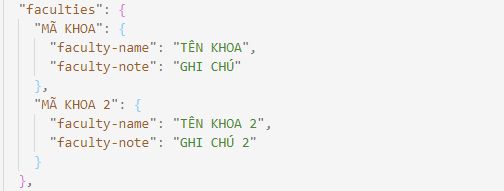 "faculties": {
"MÃ KHOA": {
"faculty-name": "TÊN KHOA",
"faculty-note": "GHI CHÚ"
},
"MÃ KHOA 2": {
"faculty-name": "TÊN KHOA 2",
"faculty-note": "GHI CHÚ 2"
}
},